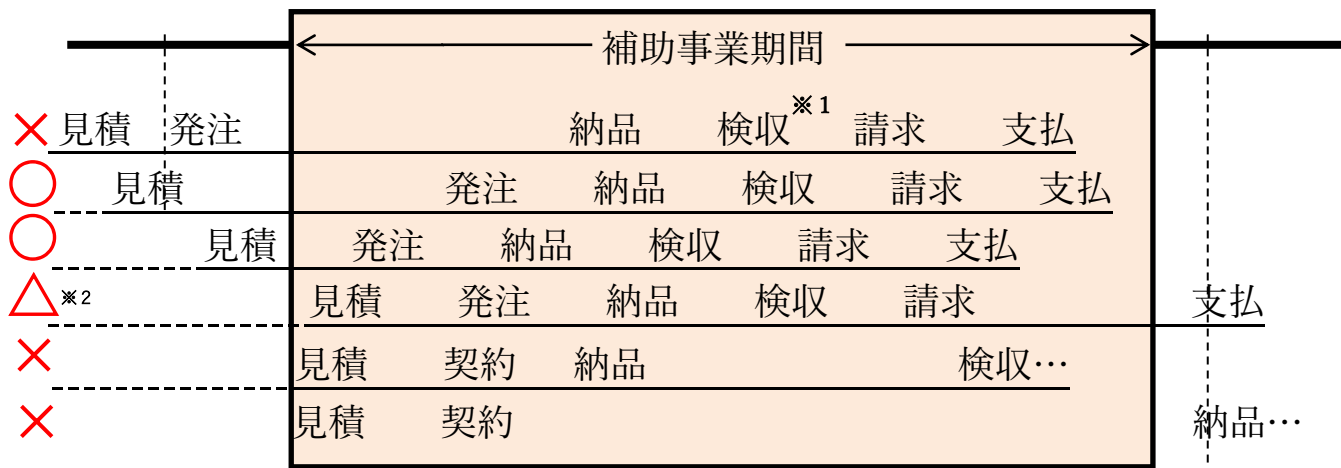 補助事業期間
×見積 発注 納品 検収※1 請求 支払
○ 見積 発注 納品 検収 請求 支払
○ 見積 発注 納品 検収 請求 支払
△※2 見積 発注 納品 検収 請求 支払
× 見積 契約 納品 検収…
× 見積 契約 納品…